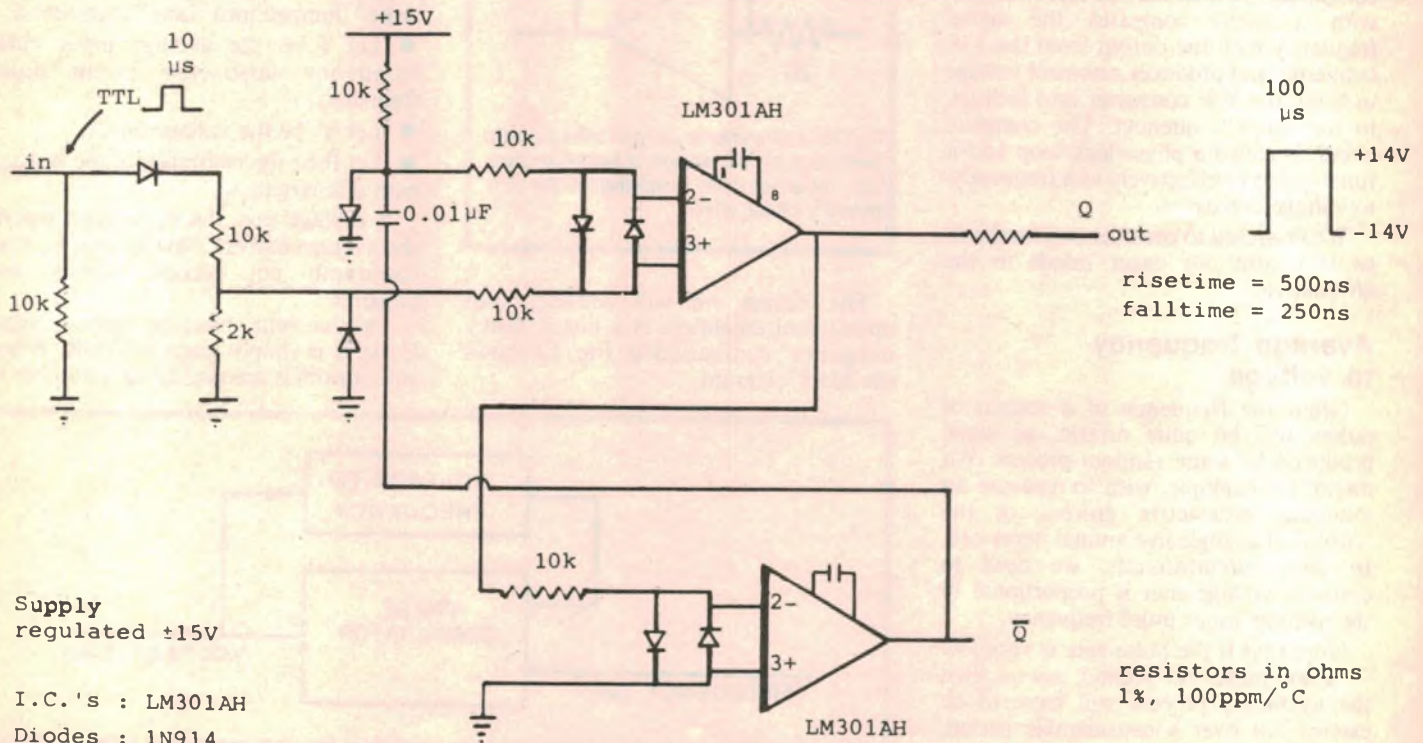 +15V
10
µs
TTL
in
10k
10k
10k
2k
0.01µF
10k
10k
LM301AH
2-
3+
8
Q
out
100
µs
+14V
-14V
risetime = 500ns
falltime = 250ns
10k
2-
3+
LM301AH
Q̅
Supply
regulated ±15V
I.C.'s : LM301AH
Diodes : 1N914
resistors in ohms
1%, 100ppm/°C